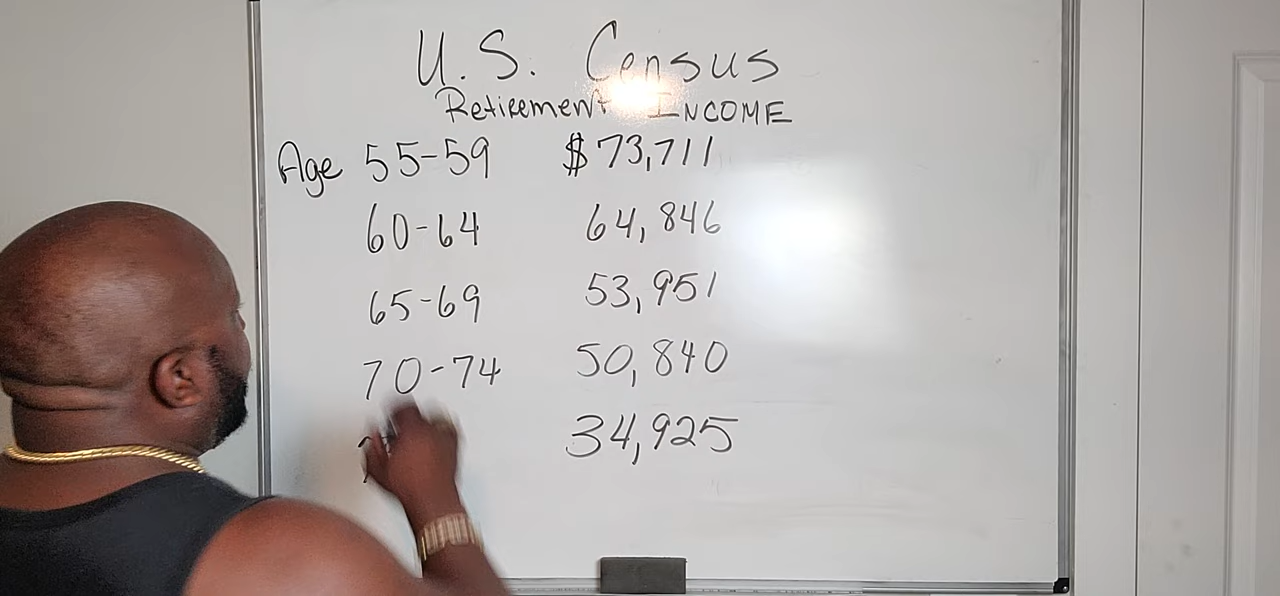 U.S. Census
Retirement INCOME
Age 55-59 $73,711
60-64 64,846
65-69 53,951
70-74 50,840
34,925